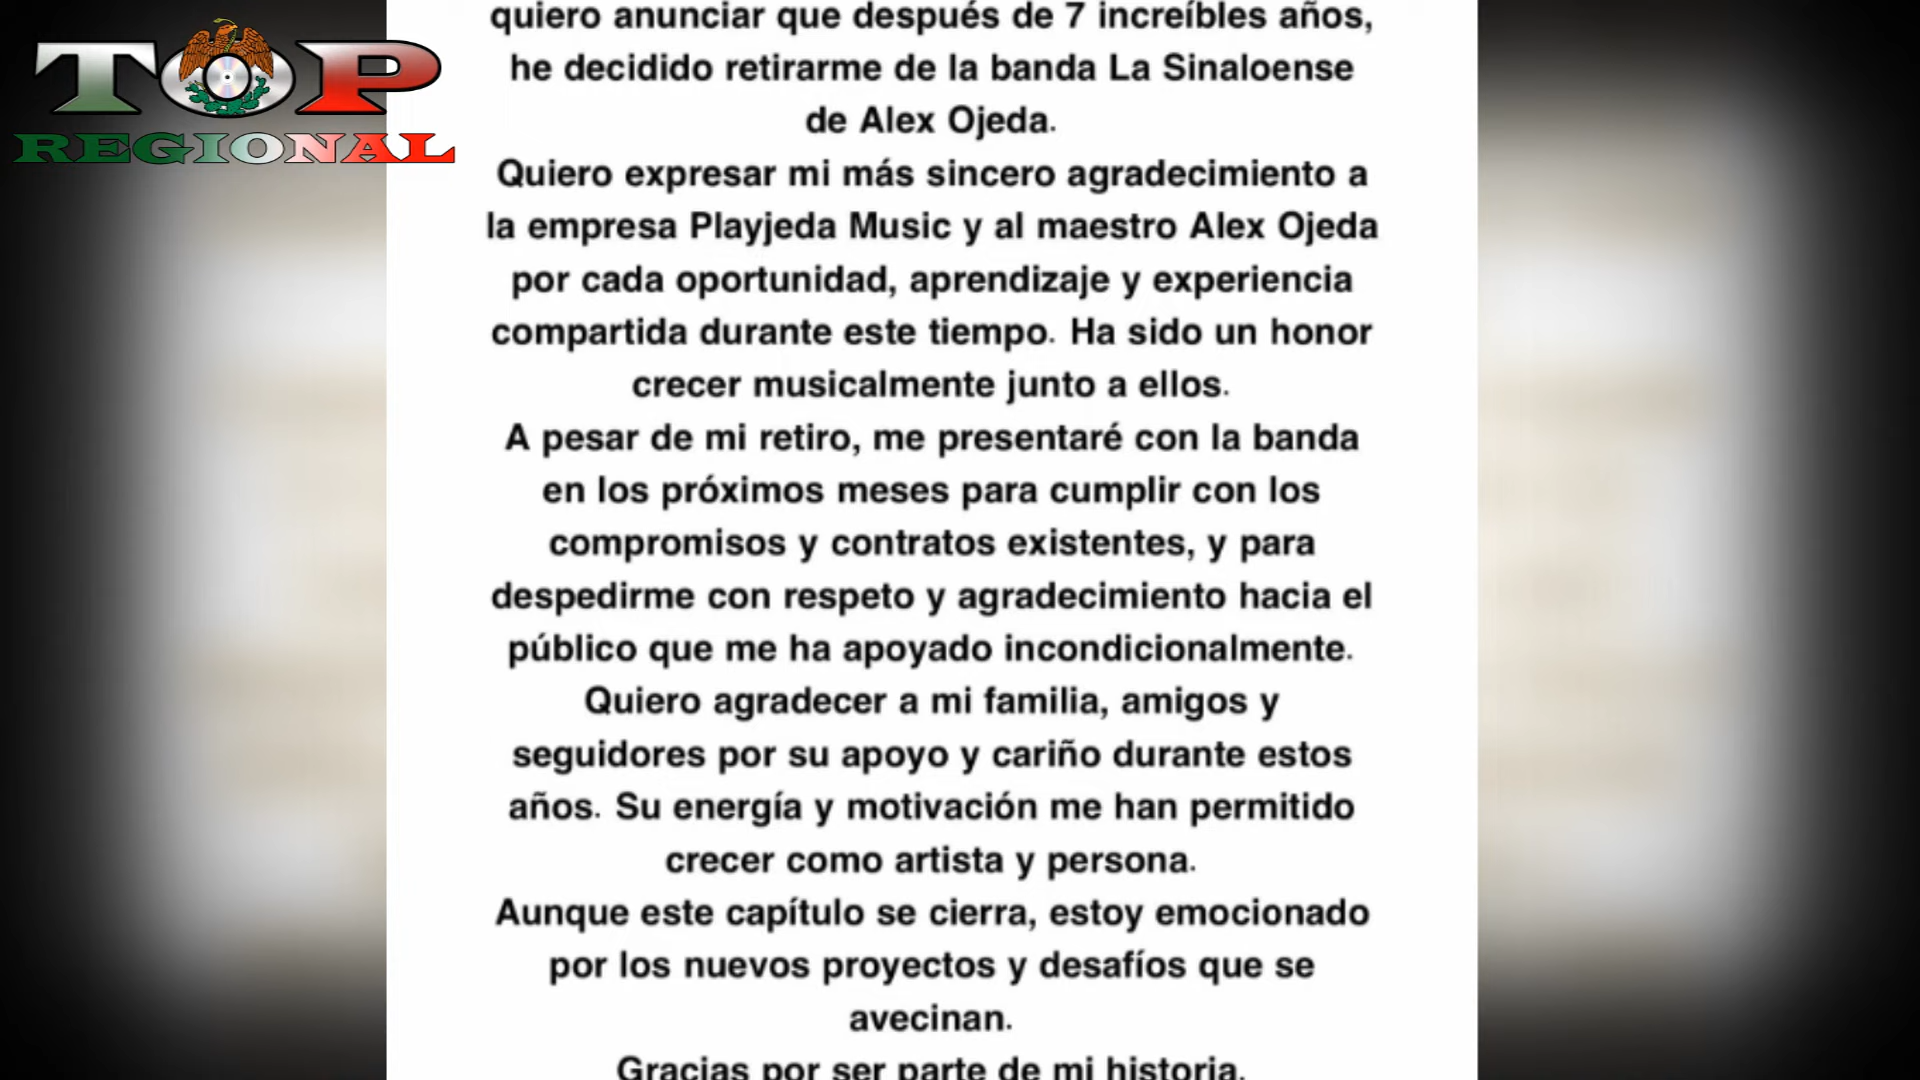 TOP
REGIONAL
quiero anunciar que después de 7 increíbles años,
he decidido retirarme de la banda La Sinaloense
de Alex Ojeda.
Quiero expresar mi más sincero agradecimiento a
la empresa Playjeda Music y al maestro Alex Ojeda
por cada oportunidad, aprendizaje y experiencia
compartida durante este tiempo. Ha sido un honor
crecer musicalmente junto a ellos.
A pesar de mi retiro, me presentaré con la banda
en los próximos meses para cumplir con los
compromisos y contratos existentes, y para
despedirme con respeto y agradecimiento hacia el
público que me ha apoyado incondicionalmente.
Quiero agradecer a mi familia, amigos y
seguidores por su apoyo y cariño durante estos
años. Su energía y motivación me han permitido
crecer como artista y persona.
Aunque este capítulo se cierra, estoy emocionado
por los nuevos proyectos y desafíos que se
avecinan.
Gracias por ser parte de mi historia.